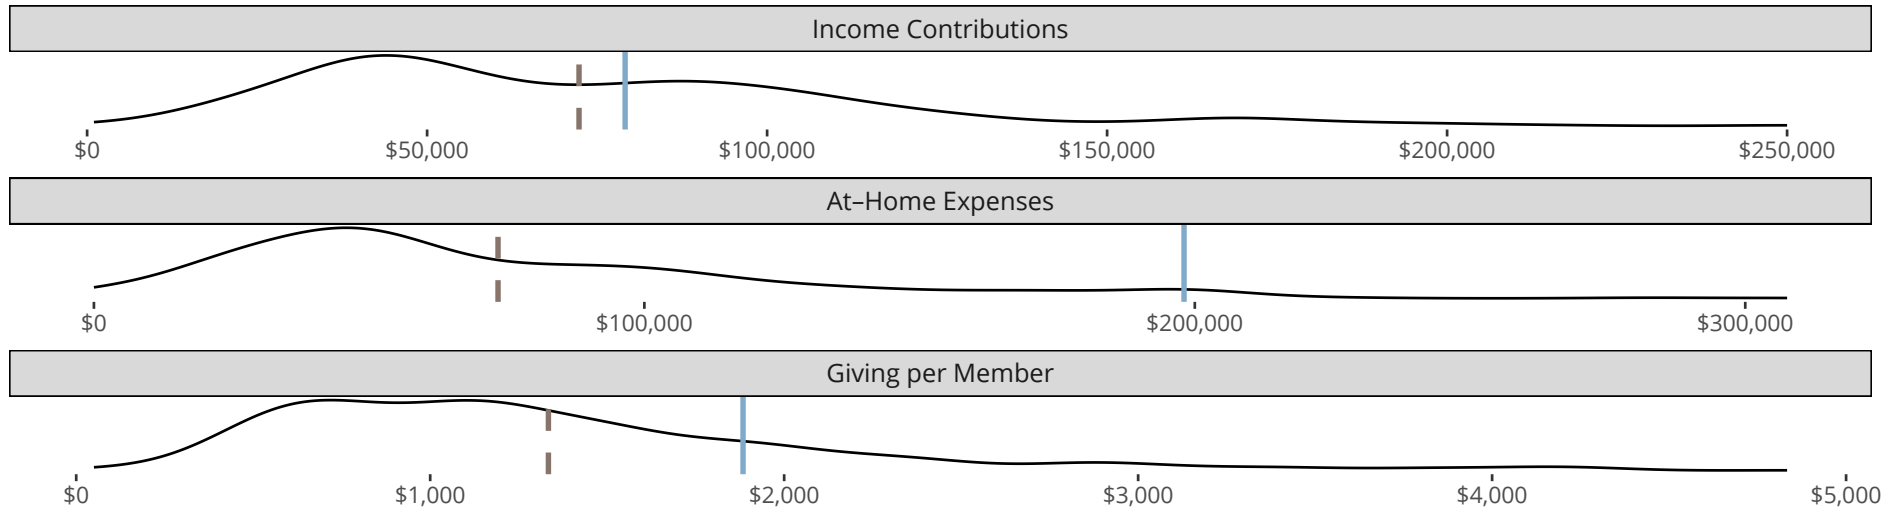 Income Contributions
$0 $50,000 $100,000 $150,000 $200,000 $250,000
At–Home Expenses
$0 $100,000 $200,000 $300,000
Giving per Member
$0 $1,000 $2,000 $3,000 $4,000 $5,000